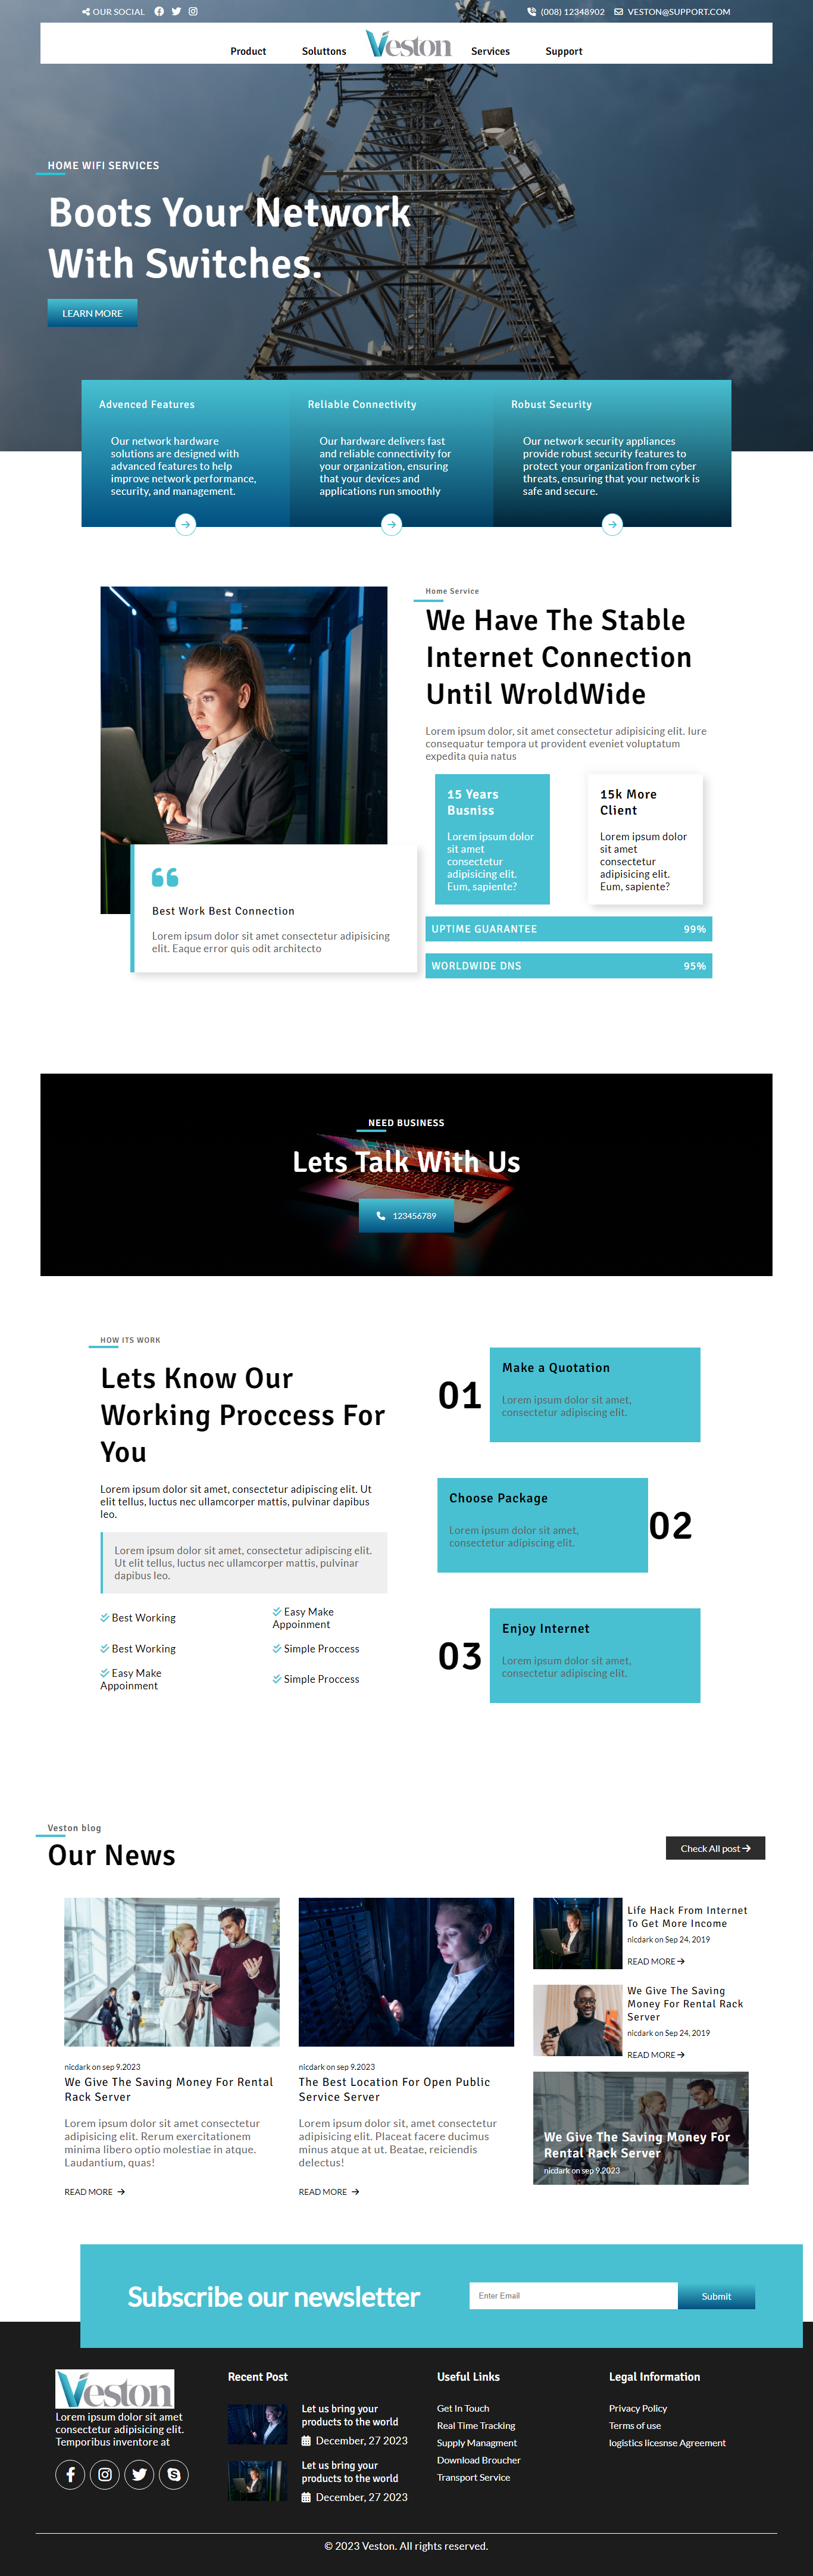 OUR SOCIAL
(008) 12348902 VESTON@SUPPORT.COM
Product Soluttons Veston Services Support
HOME WIFI SERVICES
Boots Your Network
With Switches.
LEARN MORE
Advenced Features
Our network hardware
solutions are designed with
advanced features to help
improve network performance,
security, and management.
Reliable Connectivity
Our hardware delivers fast
and reliable connectivity for
your organization, ensuring
that your devices and
applications run smoothly
Robust Security
Our network security appliances
provide robust security features to
protect your organization from cyber
threats, ensuring that your network is
safe and secure.
Home Service
We Have The Stable
Internet Connection
Until WroldWide
Lorem ipsum dolor, sit amet consectetur adipisicing elit. Iure
consequatur tempora ut provident eveniet voluptatum
expedita quia natus
15 Years
Busniss
Lorem ipsum dolor
sit amet
consectetur
adipisicing elit.
Eum, sapiente?
15k More
Client
Lorem ipsum dolor
sit amet
consectetur
adipisicing elit.
Eum, sapiente?
Best Work Best Connection
Lorem ipsum dolor sit amet consectetur adipisicing
elit. Eaque error quis odit architecto
UPTIME GUARANTEE 99%
WORLDWIDE DNS 95%
NEED BUSINESS
Lets Talk With Us
123456789
HOW ITS WORK
Lets Know Our
Working Proccess For
You
Lorem ipsum dolor sit amet, consectetur adipiscing elit. Ut
elit tellus, luctus nec ullamcorper mattis, pulvinar dapibus
leo.
Lorem ipsum dolor sit amet, consectetur adipiscing elit.
Ut elit tellus, luctus nec ullamcorper mattis, pulvinar
dapibus leo.
Best Working
Easy Make
Appoinment
Best Working
Simple Proccess
Easy Make
Appoinment
Simple Proccess
01
Make a Quotation
Lorem ipsum dolor sit amet,
consectetur adipiscing elit.
Choose Package
Lorem ipsum dolor sit amet,
consectetur adipiscing elit.
02
03
Enjoy Internet
Lorem ipsum dolor sit amet,
consectetur adipiscing elit.
Veston blog
Our News
Check All post
nicdark on sep 9.2023
We Give The Saving Money For Rental
Rack Server
Lorem ipsum dolor sit amet consectetur
adipisicing elit. Rerum exercitationem
minima libero optio molestiae in atque.
Laudantium, quas!
READ MORE
nicdark on sep 9.2023
The Best Location For Open Public
Service Server
Lorem ipsum dolor sit, amet consectetur
adipisicing elit. Placeat facere ducimus
minus atque at ut. Beatae, reiciendis
delectus!
READ MORE
Life Hack From Internet
To Get More Income
nicdark on Sep 24, 2019
READ MORE
We Give The Saving
Money For Rental Rack
Server
nicdark on Sep 24, 2019
READ MORE
We Give The Saving Money For
Rental Rack Server
nicdark on sep 9.2023
Subscribe our newsletter
Enter Email
Submit
Veston
Lorem ipsum dolor sit amet
consectetur adipisicing elit.
Temporibus inventore at
Recent Post
Let us bring your
products to the world
December, 27 2023
Let us bring your
products to the world
December, 27 2023
Useful Links
Get In Touch
Real Time Tracking
Supply Managment
Download Broucher
Transport Service
Legal Information
Privacy Policy
Terms of use
logistics licesnse Agreement
© 2023 Veston. All rights reserved.